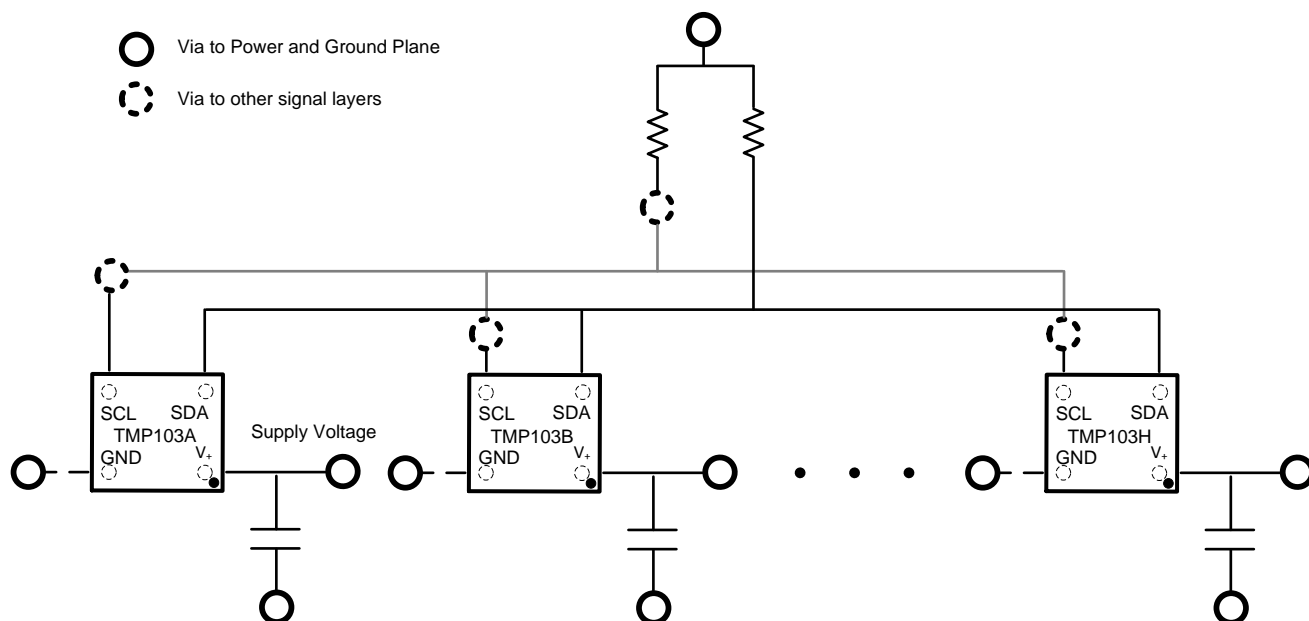 Via to Power and Ground Plane
Via to other signal layers
SCL SDA
TMP103A
GND V+
Supply Voltage
SCL SDA
TMP103B
GND V+
SCL SDA
TMP103H
GND V+